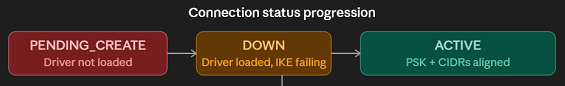 Connection status progression
PENDING_CREATE
Driver not loaded
DOWN
Driver loaded, IKE failing
ACTIVE
PSK + CIDRs aligned